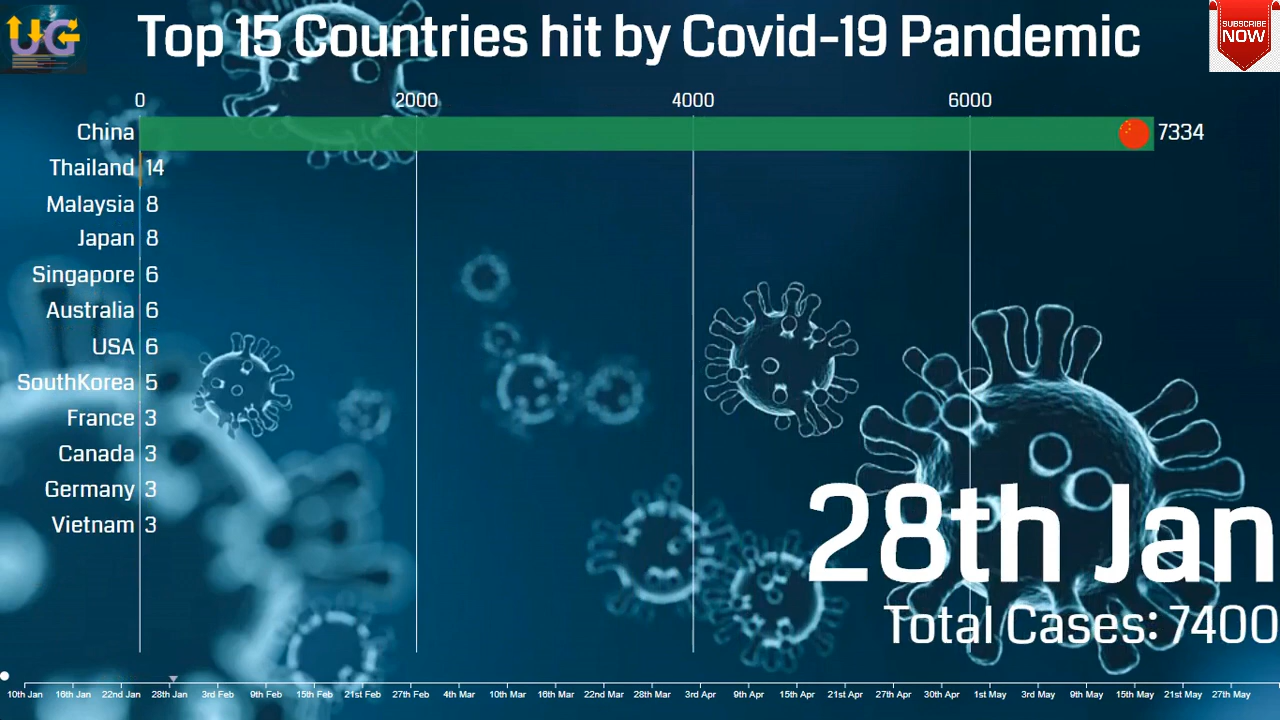 UG
Top 15 Countries hit by Covid-19 Pandemic
SUBSCRIBE
NOW
0 2000 4000 6000
China 7334
Thailand 14
Malaysia 8
Japan 8
Singapore 6
Australia 6
USA 6
SouthKorea 5
France 3
Canada 3
Germany 3
Vietnam 3
28th Jan
Total Cases: 7400
10th Jan 16th Jan 22nd Jan 28th Jan 3rd Feb 9th Feb 15th Feb 21st Feb 27th Feb 4th Mar 10th Mar 16th Mar 22nd Mar 28th Mar 3rd Apr 9th Apr 15th Apr 21st Apr 27th Apr 30th Apr 1st May 3rd May 9th May 15th May 21st May 27th May